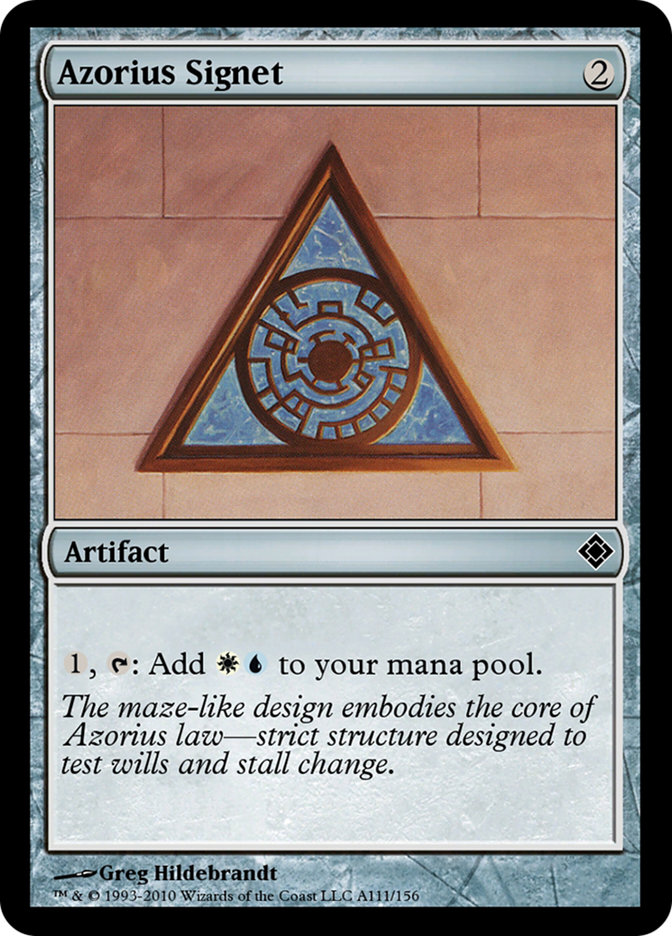 Azorius Signet 2
Artifact
1, : Add to your mana pool.
The maze-like design embodies the core of
Azorius law—strict structure designed to
test wills and stall change.
Greg Hildebrandt
™ & © 1993-2010 Wizards of the Coast LLC A111/156